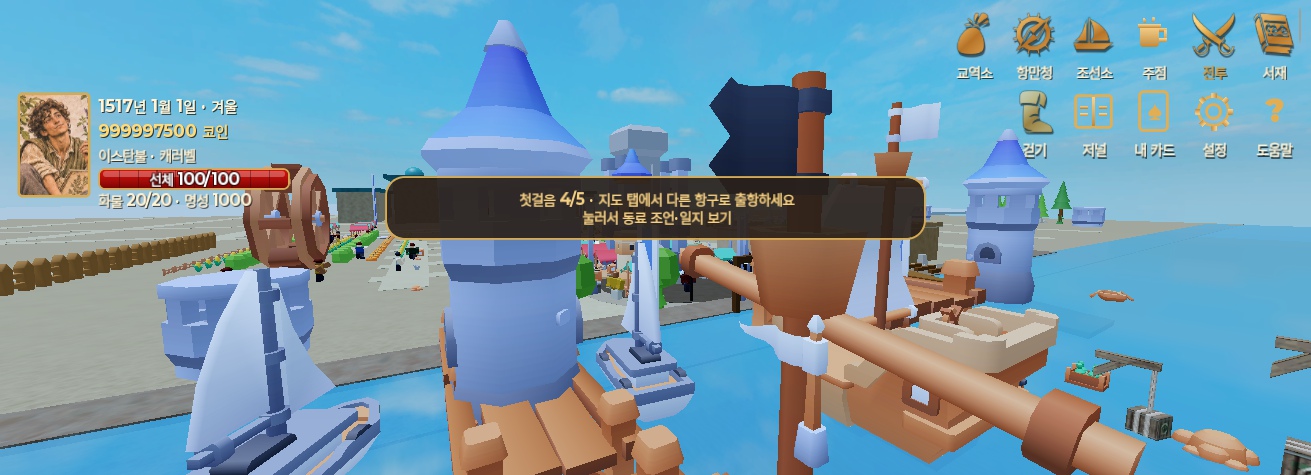 교역소
항만청
조선소
주점
전투
서재
걷기
저널
내 카드
설정
도움말
1517년 1월 1일 · 겨울
999997500 코인
이스탄불 · 캐러벨
선체 100/100
화물 20/20 · 명성 1000
첫걸음 4/5 · 지도 탭에서 다른 항구로 출항하세요
눌러서 동료 조언·일지 보기